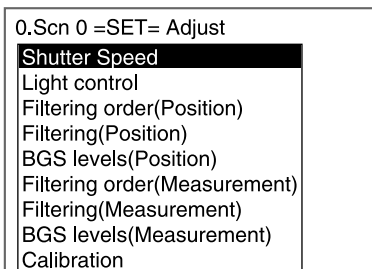 0.Scn 0 =SET= Adjust
Shutter Speed
Light control
Filtering order(Position)
Filtering(Position)
BGS levels(Position)
Filtering order(Measurement)
Filtering(Measurement)
BGS levels(Measurement)
Calibration